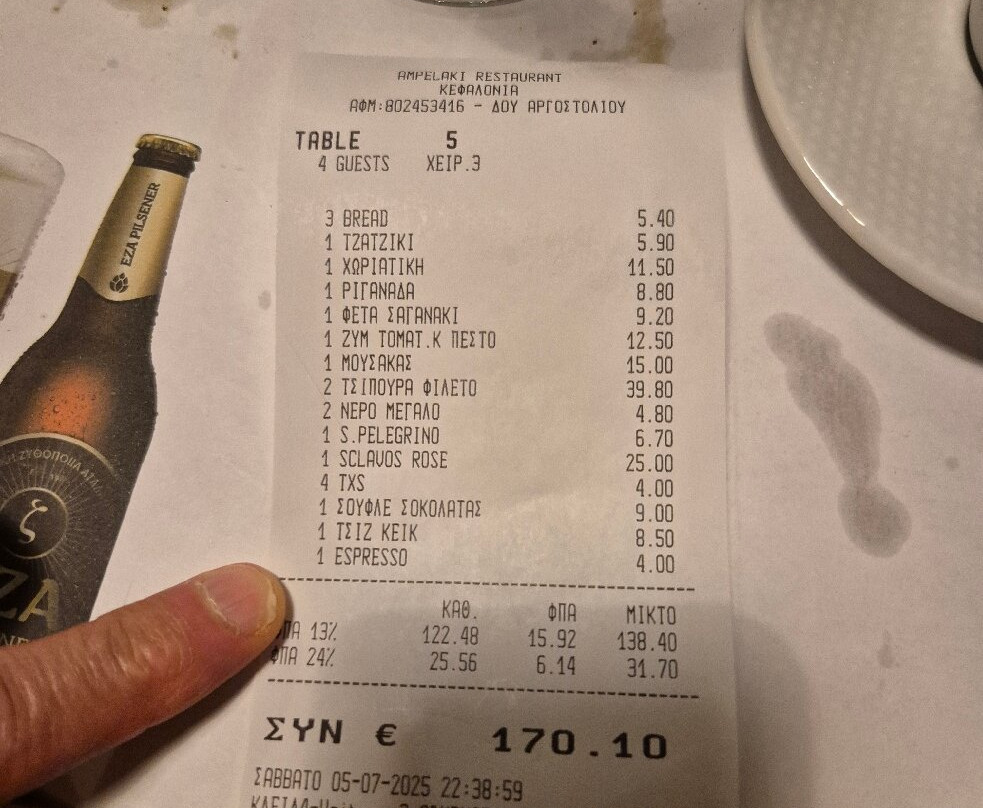 AMPELAKI RESTAURANT
ΚΕΦΑΛΟΝΙΑ
ΑΦΜ:802453416 - ΔΟΥ ΑΡΓΟΣΤΟΛΙΟΥ
TABLE 5
4 GUESTS ΧΕΙΡ.3
3 BREAD 5.40
1 ΤΖΑΤΖΙΚΙ 5.90
1 ΧΩΡΙΑΤΙΚΗ 11.50
1 ΡΙΓΑΝΑΔΑ 8.80
1 ΦΕΤΑ ΣΑΓΑΝΑΚΙ 9.20
1 ΖΥΜ ΤΟΜΑΤ.Κ ΠΕΣΤΟ 12.50
1 ΜΟΥΣΑΚΑΣ 15.00
2 ΤΣΙΠΟΥΡΑ ΦΙΛΕΤΟ 39.80
2 ΝΕΡΟ ΜΕΓΑΛΟ 4.80
1 S.PELEGRINO 6.70
1 SCLAVOS ROSE 25.00
4 TXS 4.00
1 ΣΟΥΦΛΕ ΣΟΚΟΛΑΤΑΣ 9.00
1 ΤΣΙΖ ΚΕΙΚ 8.50
1 ESPRESSO 4.00
ΚΑΘ. ΦΠΑ ΜΙΚΤΟ
ΠΑ 13% 122.48 15.92 138.40
ΦΠΑ 24% 25.56 6.14 31.70
ΣΥΝ € 170.10
ΣΑΒΒΑΤΟ 05-07-2025 22:38:59
EZA PILSENER
ζ
ZA